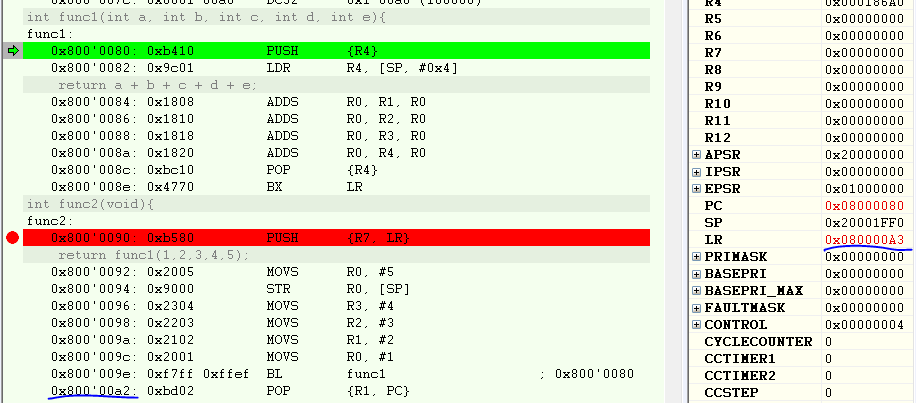 int func1(int a, int b, int c, int d, int e){
func1:
0x800'0080: 0xb410 PUSH {R4}
0x800'0082: 0x9c01 LDR R4, [SP, #0x4]
return a + b + c + d + e;
0x800'0084: 0x1808 ADDS R0, R1, R0
0x800'0086: 0x1810 ADDS R0, R2, R0
0x800'0088: 0x1818 ADDS R0, R3, R0
0x800'008a: 0x1820 ADDS R0, R4, R0
0x800'008c: 0xbc10 POP {R4}
0x800'008e: 0x4770 BX LR
int func2(void){
func2:
0x800'0090: 0xb580 PUSH {R7, LR}
return func1(1,2,3,4,5);
0x800'0092: 0x2005 MOVS R0, #5
0x800'0094: 0x9000 STR R0, [SP]
0x800'0096: 0x2304 MOVS R3, #4
0x800'0098: 0x2203 MOVS R2, #3
0x800'009a: 0x2102 MOVS R1, #2
0x800'009c: 0x2001 MOVS R0, #1
0x800'009e: 0xf7ff 0xffef BL func1 ; 0x800'0080
0x800'00a2: 0xbd02 POP {R1, PC}
R4 0x000186A0
R5 0x00000000
R6 0x00000000
R7 0x00000000
R8 0x00000000
R9 0x00000000
R10 0x00000000
R11 0x00000000
R12 0x00000000
APSR 0x20000000
IPSR 0x00000000
EPSR 0x01000000
PC 0x08000080
SP 0x20001FF0
LR 0x080000A3
PRIMASK 0x00000000
BASEPRI 0x00000000
BASEPRI_MAX 0x00000000
FAULTMASK 0x00000000
CONTROL 0x00000004
CYCLECOUNTER 0
CCTIMER1 0
CCTIMER2 0
CCSTEP 0